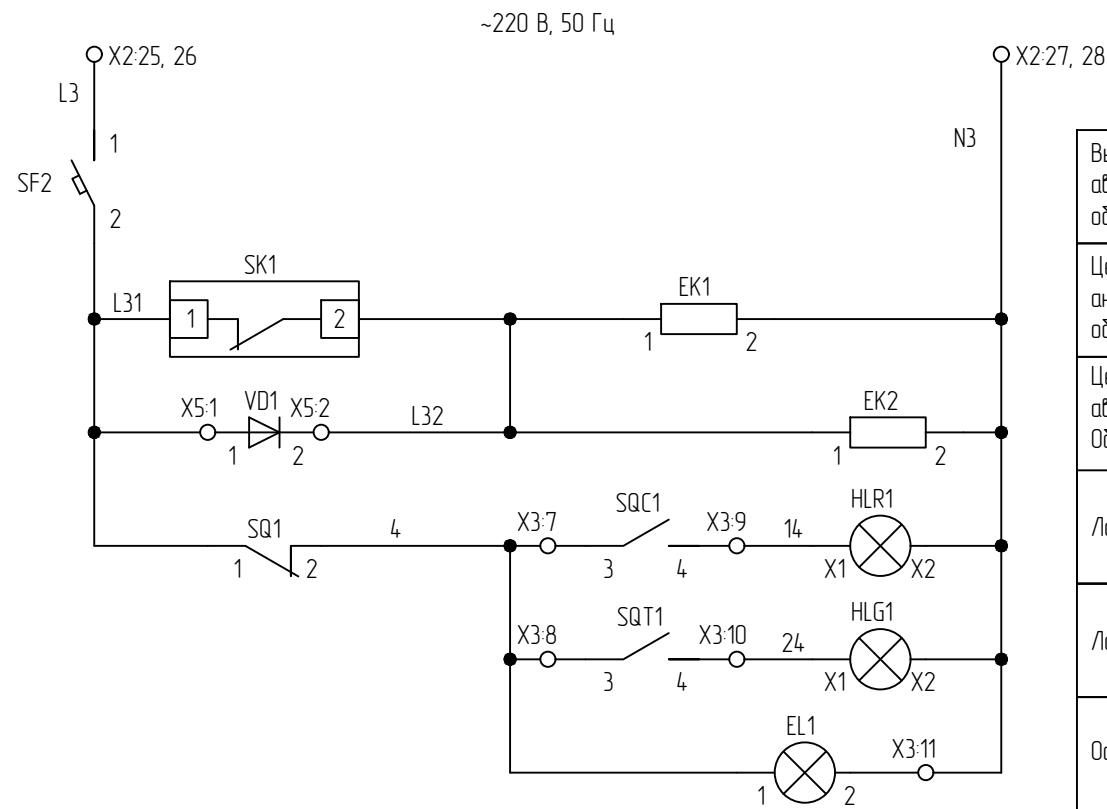 ~220 В, 50 Гц
X2:25, 26
X2:27, 28
L3
N3
1
SF2
2
SK1
L31
1
2
EK1
1
2
X5:1
VD1
X5:2
L32
EK2
1
2
1
2
SQ1
4
1
2
X3:7
SQC1
X3:9
14
HLR1
3
4
X1
X2
X3:8
SQT1
X3:10
24
HLG1
3
4
X1
X2
EL1
X3:11
1
2